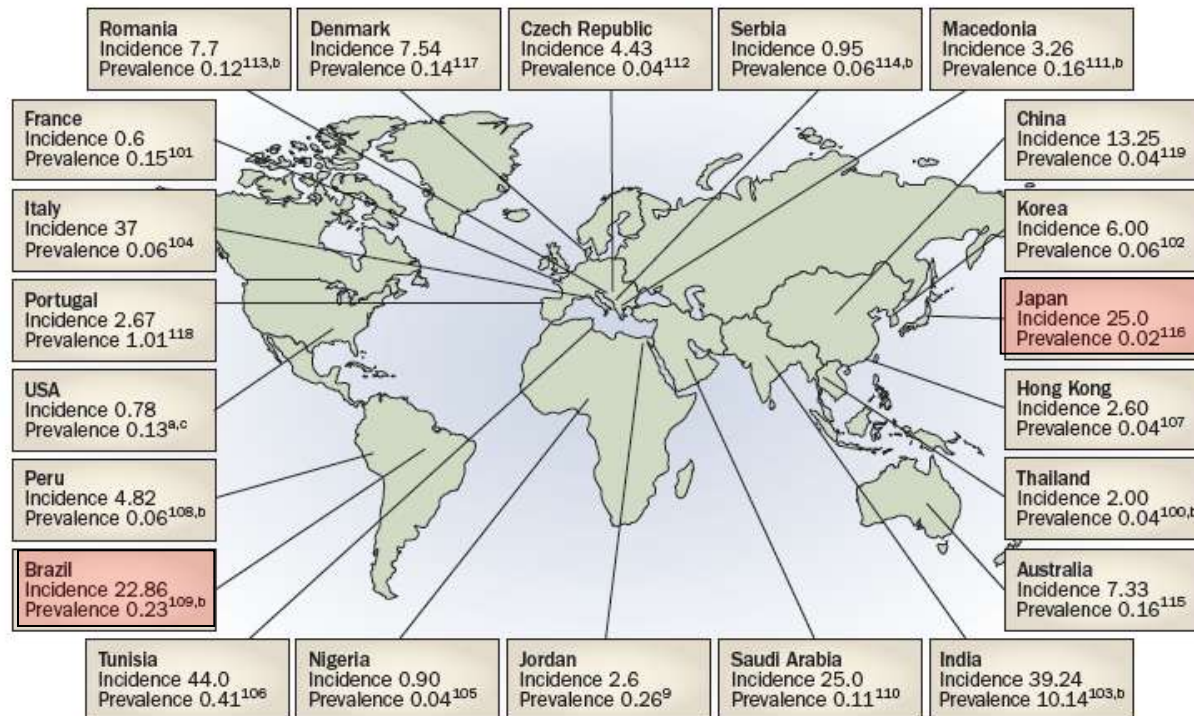 Romania
Incidence 7.7
Prevalence 0.12113,b
Denmark
Incidence 7.54
Prevalence 0.14117
Czech Republic
Incidence 4.43
Prevalence 0.04112
Serbia
Incidence 0.95
Prevalence 0.06114,b
Macedonia
Incidence 3.26
Prevalence 0.16111,b
France
Incidence 0.6
Prevalence 0.15101
Italy
Incidence 37
Prevalence 0.06104
Portugal
Incidence 2.67
Prevalence 1.01118
USA
Incidence 0.78
Prevalence 0.13a,c
Peru
Incidence 4.82
Prevalence 0.06108,b
Brazil
Incidence 22.86
Prevalence 0.23109,b
China
Incidence 13.25
Prevalence 0.04119
Korea
Incidence 6.00
Prevalence 0.06102
Japan
Incidence 25.0
Prevalence 0.02116
Hong Kong
Incidence 2.60
Prevalence 0.04107
Thailand
Incidence 2.00
Prevalence 0.04100,b
Australia
Incidence 7.33
Prevalence 0.16115
Tunisia
Incidence 44.0
Prevalence 0.41106
Nigeria
Incidence 0.90
Prevalence 0.04105
Jordan
Incidence 2.6
Prevalence 0.269
Saudi Arabia
Incidence 25.0
Prevalence 0.11110
India
Incidence 39.24
Prevalence 10.14103,b